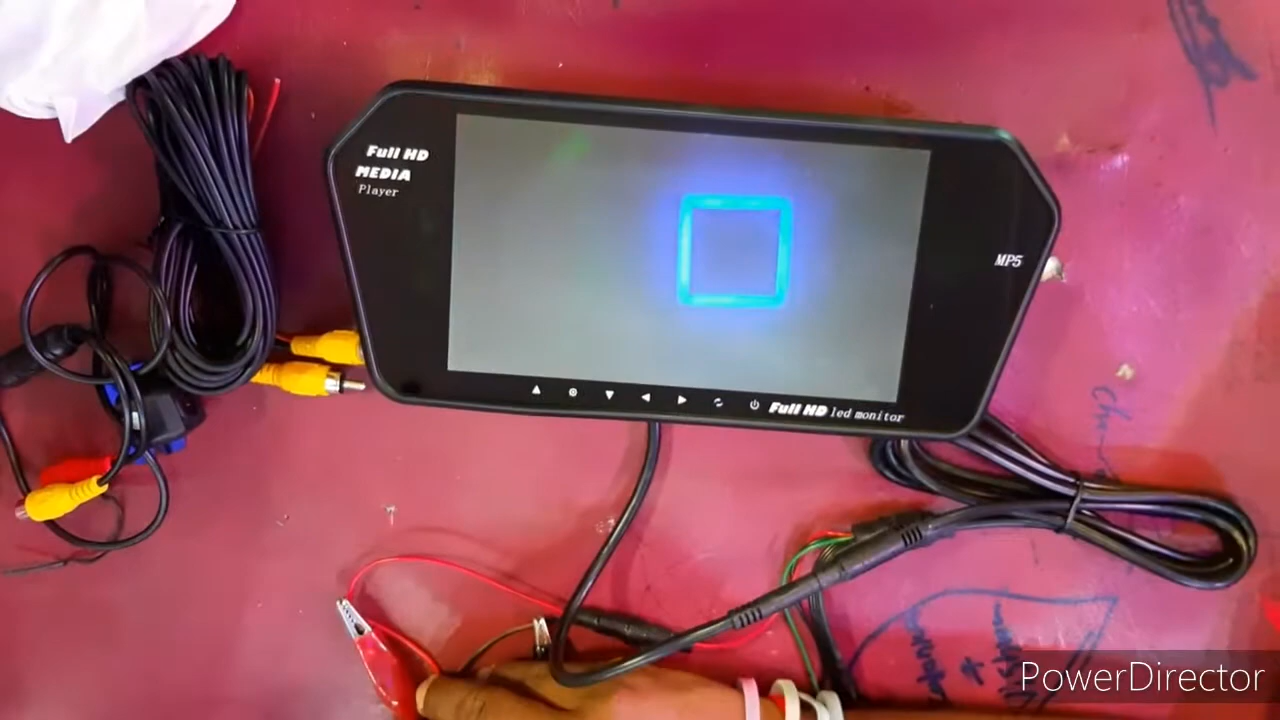 Full HD
MEDIA
Player
MP5
Full HD led monitor
PowerDirector